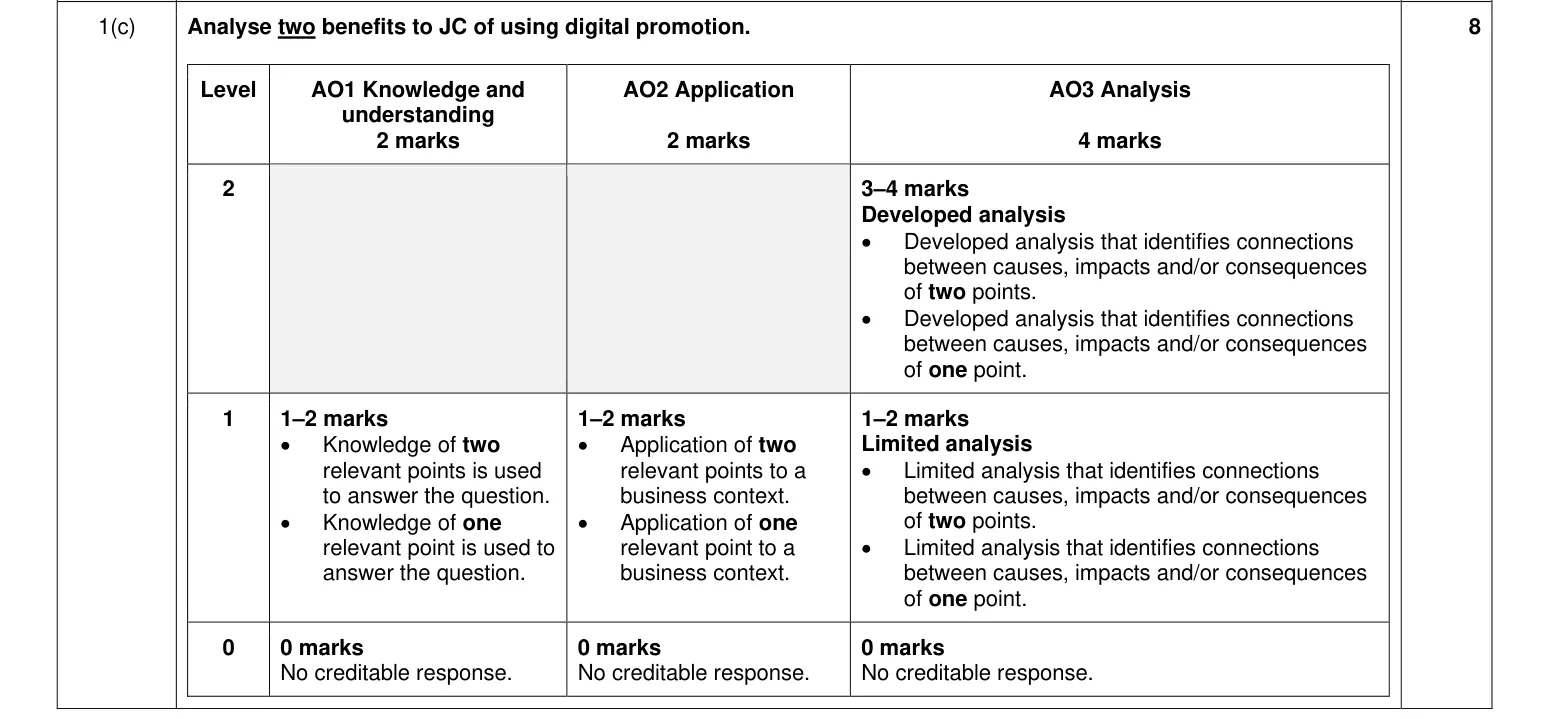 1(c)
Analyse two benefits to JC of using digital promotion.
8
Level
AO1 Knowledge and
understanding
2 marks
AO2 Application
2 marks
AO3 Analysis
4 marks
2
3–4 marks
Developed analysis
• Developed analysis that identifies connections
between causes, impacts and/or consequences
of two points.
• Developed analysis that identifies connections
between causes, impacts and/or consequences
of one point.
1
1–2 marks
• Knowledge of two
relevant points is used
to answer the question.
• Knowledge of one
relevant point is used to
answer the question.
1–2 marks
• Application of two
relevant points to a
business context.
• Application of one
relevant point to a
business context.
1–2 marks
Limited analysis
• Limited analysis that identifies connections
between causes, impacts and/or consequences
of two points.
• Limited analysis that identifies connections
between causes, impacts and/or consequences
of one point.
0
0 marks
No creditable response.
0 marks
No creditable response.
0 marks
No creditable response.